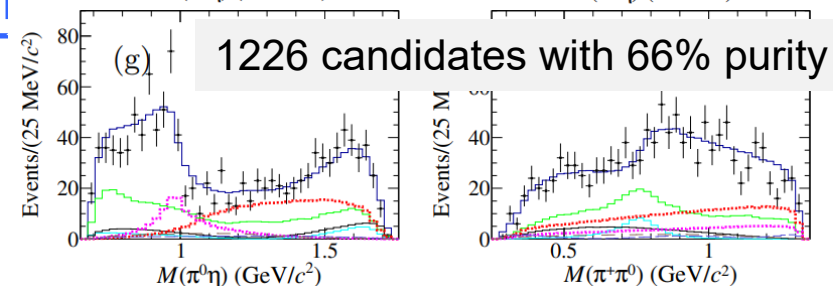 1226 candidates with 66% purity
(g)
Events/(25 MeV/c²)
80
60
40
20
0
1
1.5
M(π⁰η) (GeV/c²)
Events/(25 M
40
20
0
0.5
1
M(π⁺π⁰) (GeV/c²)